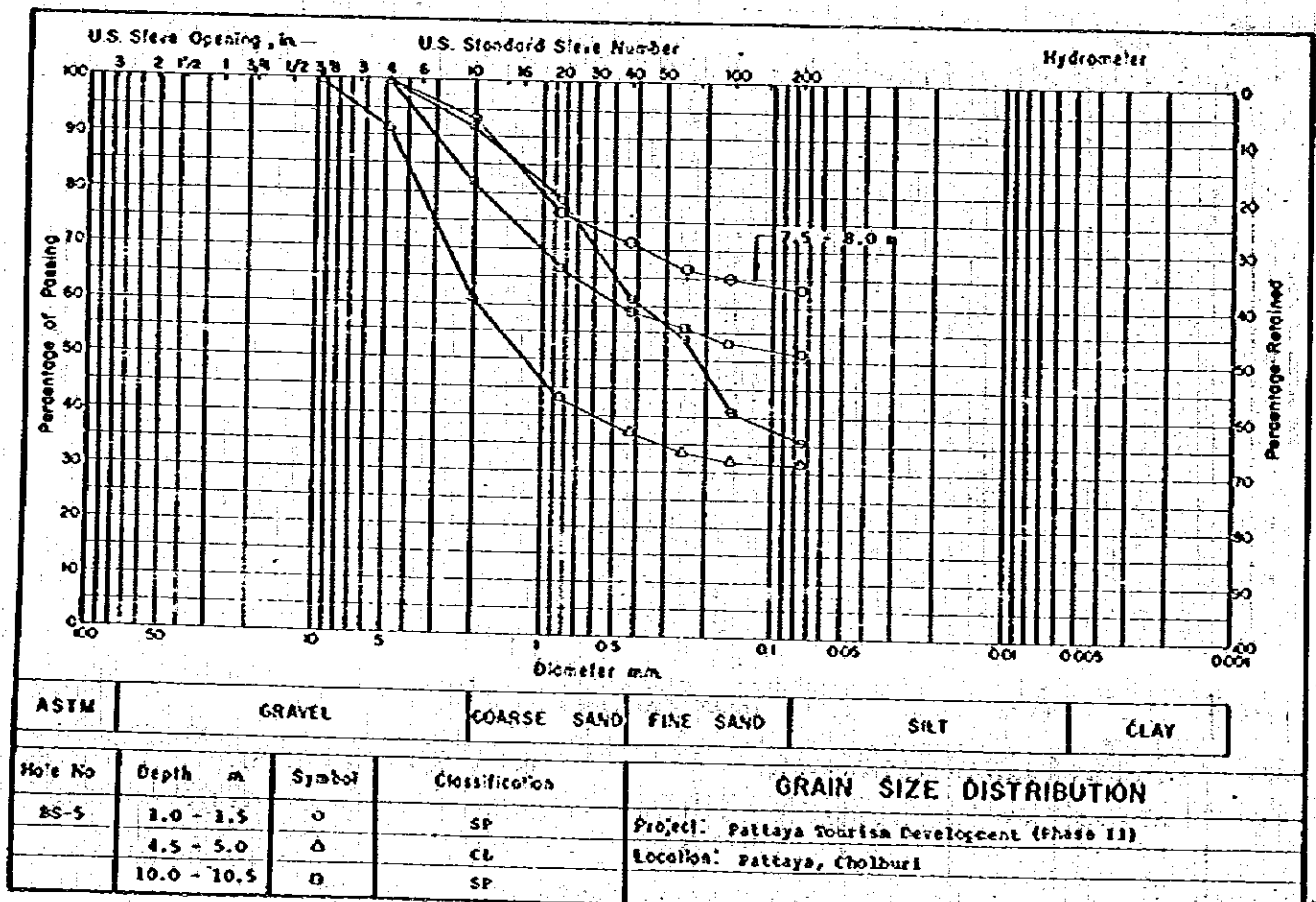 U.S. Sieve Opening, in U.S. Standard Sieve Number Hydrometer
3 2 1½ 1 3/4 1/2 3/8 3 4 6 10 16 20 30 40 50 100 200
100 0
90 10
80 20
70 30
60 40
50 50
40 60
30 70
20 80
10 90
0 100
Percentage of Passing
7.5 - 8.0 m
Percentage Retained
100 50 10 5 1 0.5 0.1 0.05 0.01 0.005 0.001
Diameter mm.
ASTM GRAVEL COARSE SAND FINE SAND SILT CLAY
Hole No Depth m Symbol Classification GRAIN SIZE DISTRIBUTION
BS-5 1.0 - 1.5 SP Project: Pattaya Tourism Development (Phase II)
4.5 - 5.0 CL Location: Pattaya, Cholburi
10.0 - 10.5 SP